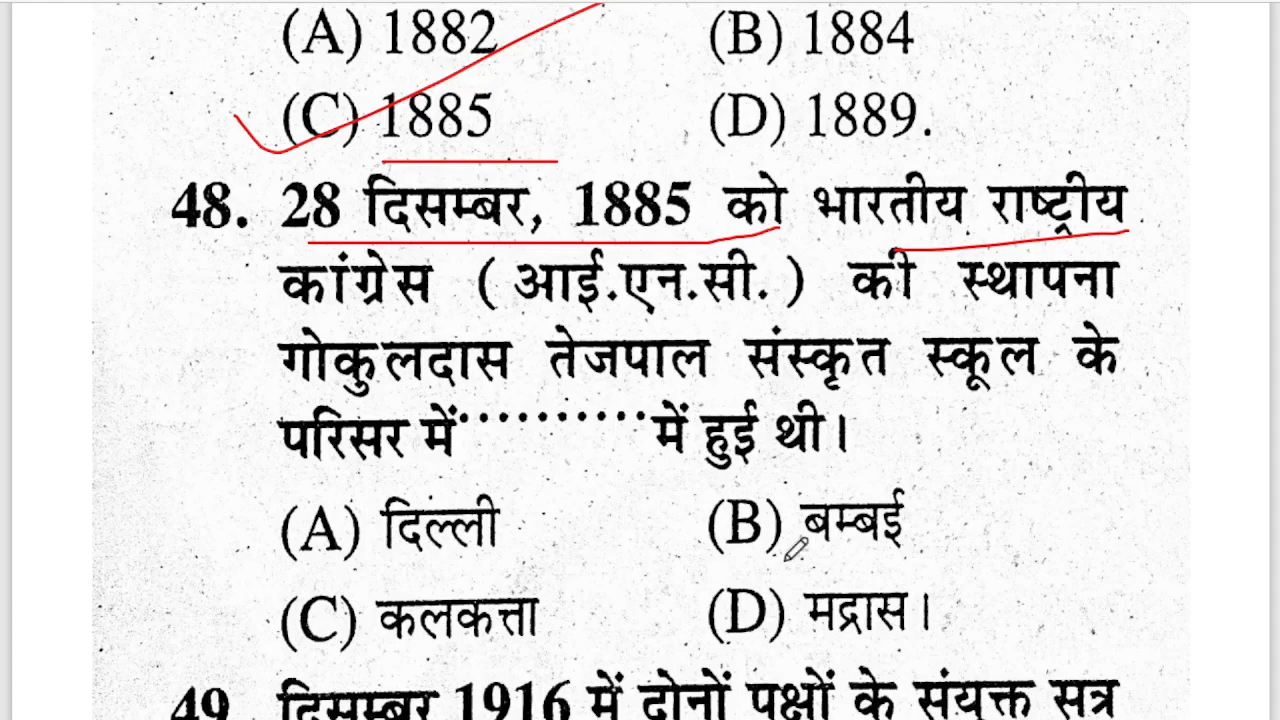 (A) 1882 (B) 1884
(C) 1885 (D) 1889.
48. 28 दिसम्बर, 1885 को भारतीय राष्ट्रीय
कांग्रेस ( आई.एन.सी. ) की स्थापना
गोकुलदास तेजपाल संस्कृत स्कूल के
परिसर में..........में हुई थी।
(A) दिल्ली (B) बम्बई
(C) कलकत्ता (D) मद्रास।
49. दिसम्बर 1916 में दोनों पक्षों के संयुक्त सत्र